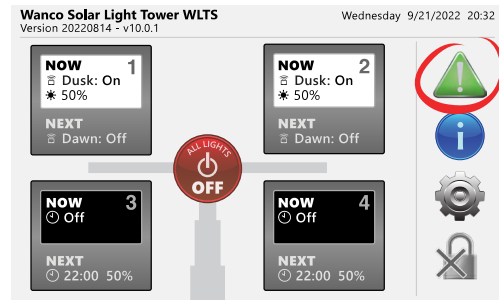 Wanco Solar Light Tower WLTS
Version 20220814 - v10.0.1
Wednesday 9/21/2022 20:32
NOW 1
Dusk: On
50%
NEXT
Dawn: Off
NOW 2
Dusk: On
50%
NEXT
Dawn: Off
ALL LIGHTS
OFF
NOW 3
Off
NEXT
22:00 50%
NOW 4
Off
NEXT
22:00 50%
i